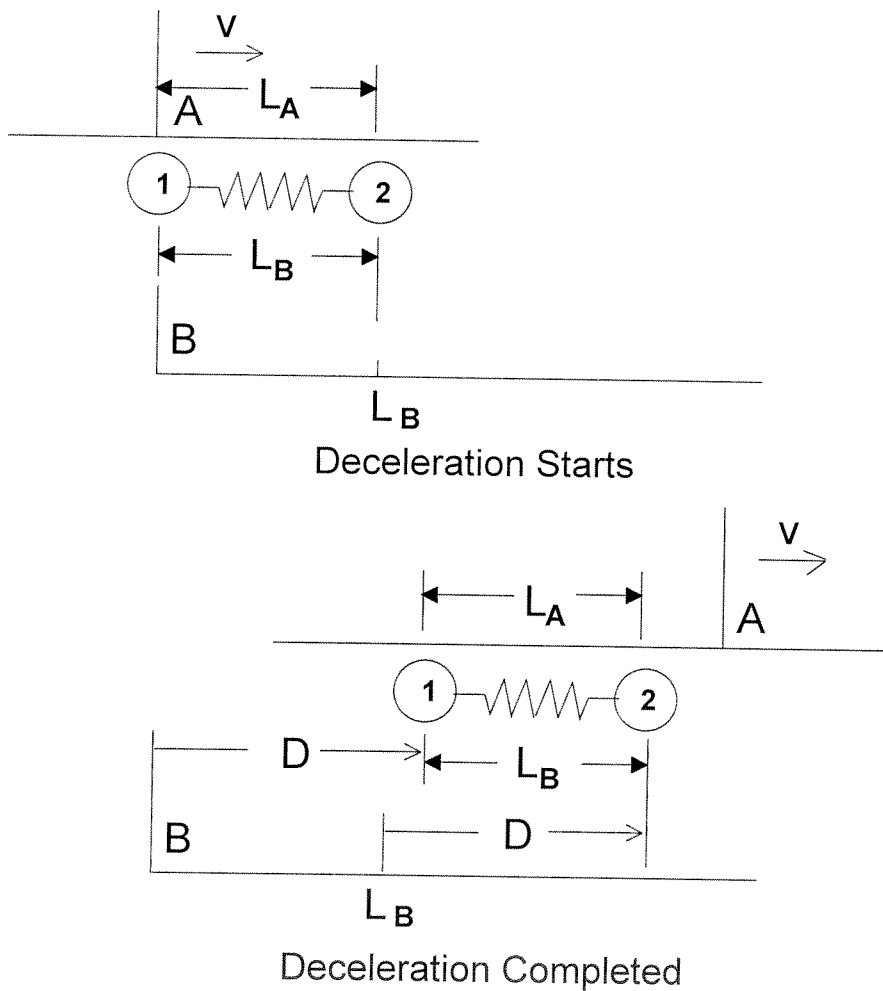 v
L_A
A
1 2
L_B
B
L_B
Deceleration Starts
v
L_A
A
1 2
D L_B
B D
L_B
Deceleration Completed